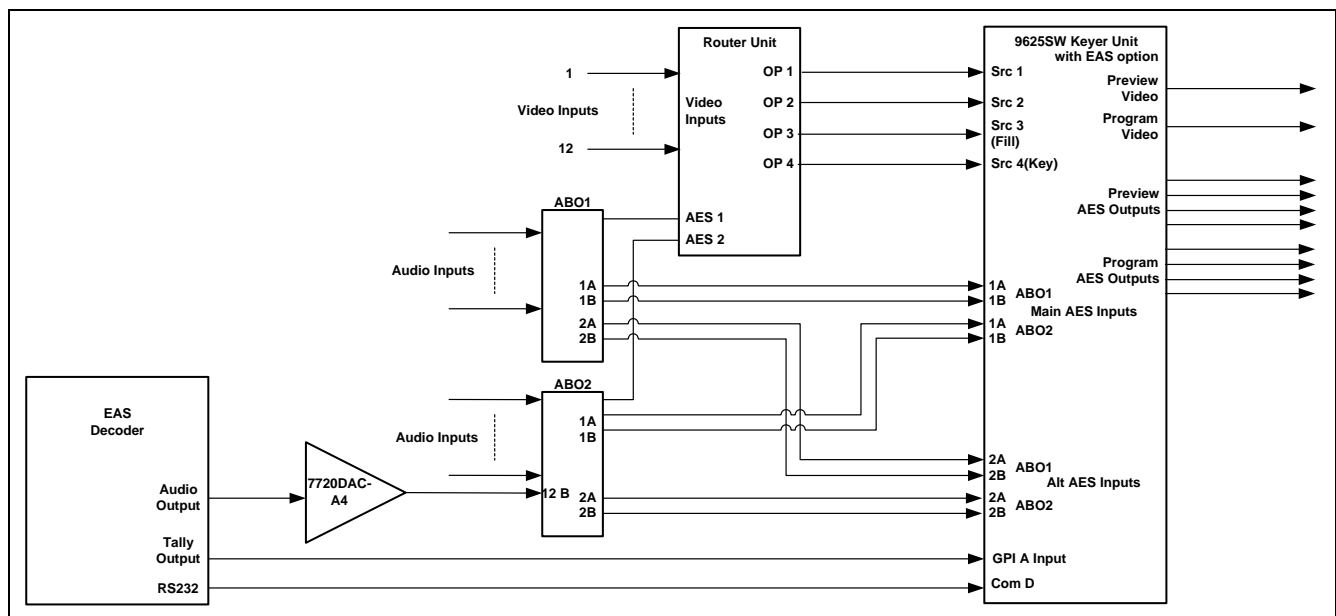 Router Unit
1
Video Inputs
12
Video
Inputs
OP 1
OP 2
OP 3
OP 4
AES 1
AES 2
9625SW Keyer Unit
with EAS option
Src 1
Src 2
Src 3
(Fill)
Src 4(Key)
Preview
Video
Program
Video
Preview
AES Outputs
Program
AES Outputs
ABO1
Audio Inputs
1A
1B
2A
2B
1A
1B
ABO1
Main AES Inputs
1A
1B
ABO2
ABO2
Audio Inputs
1A
1B
12 B
2A
2B
2A
2B
ABO1
Alt AES Inputs
2A
2B
ABO2
EAS
Decoder
Audio
Output
7720DAC-
A4
Tally
Output
RS232
GPI A Input
Com D